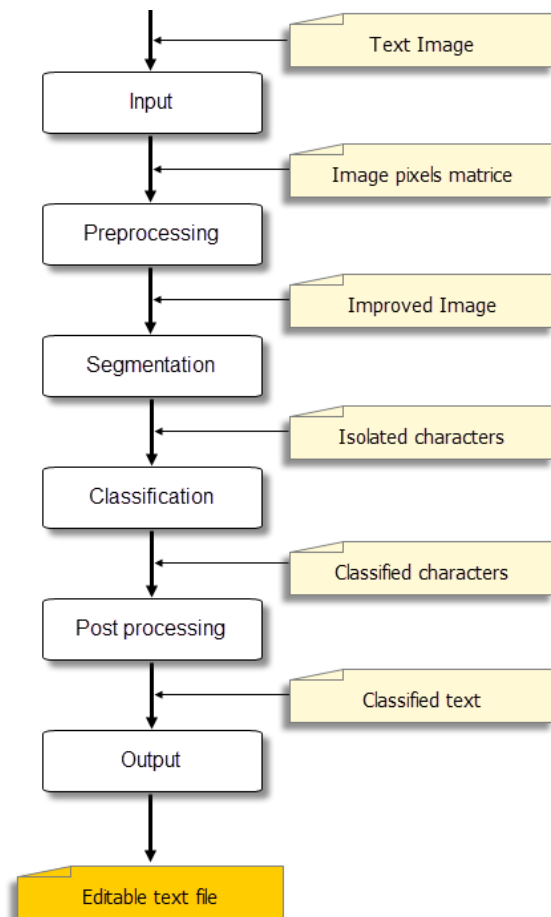 Text Image
Input
Image pixels matrice
Preprocessing
Improved Image
Segmentation
Isolated characters
Classification
Classified characters
Post processing
Classified text
Output
Editable text file